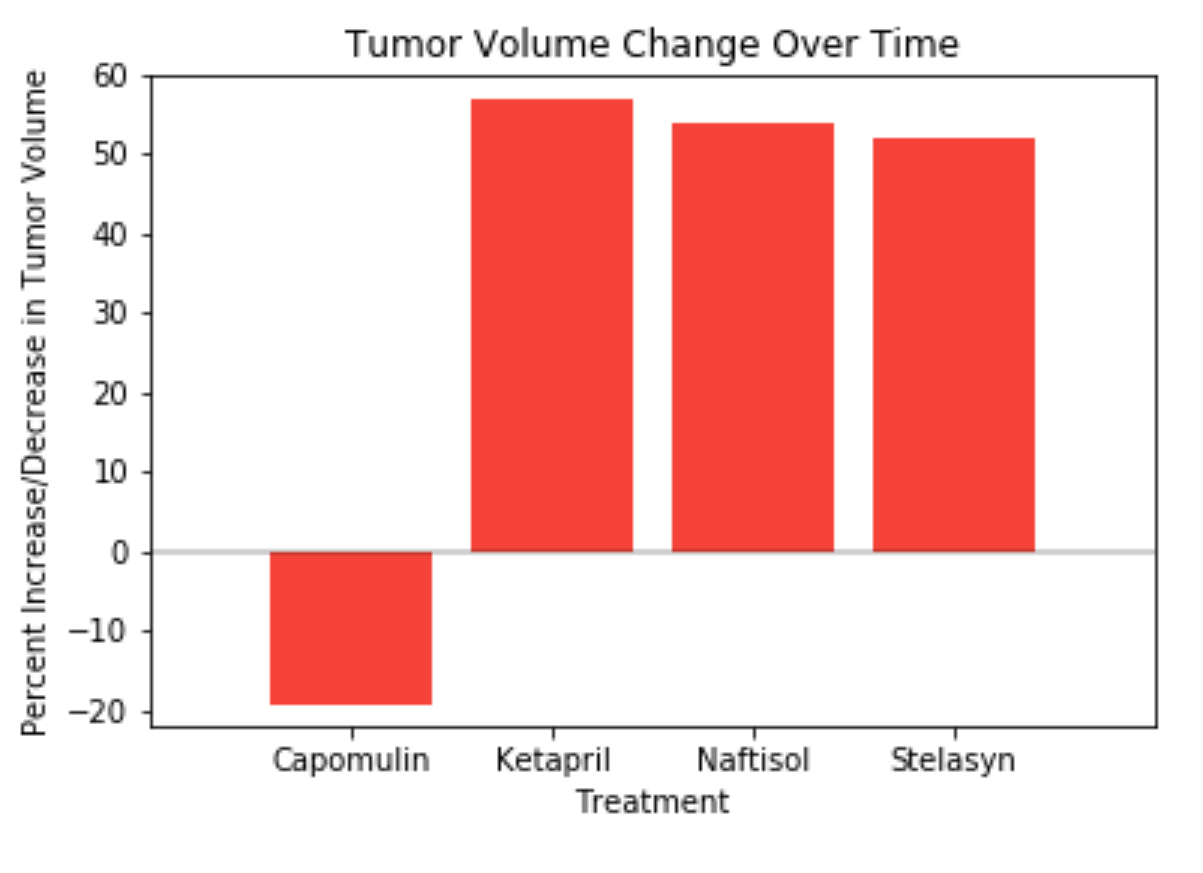 Tumor Volume Change Over Time
Percent Increase/Decrease in Tumor Volume
60
50
40
30
20
10
0
−10
−20
Capomulin Ketapril Naftisol Stelasyn
Treatment